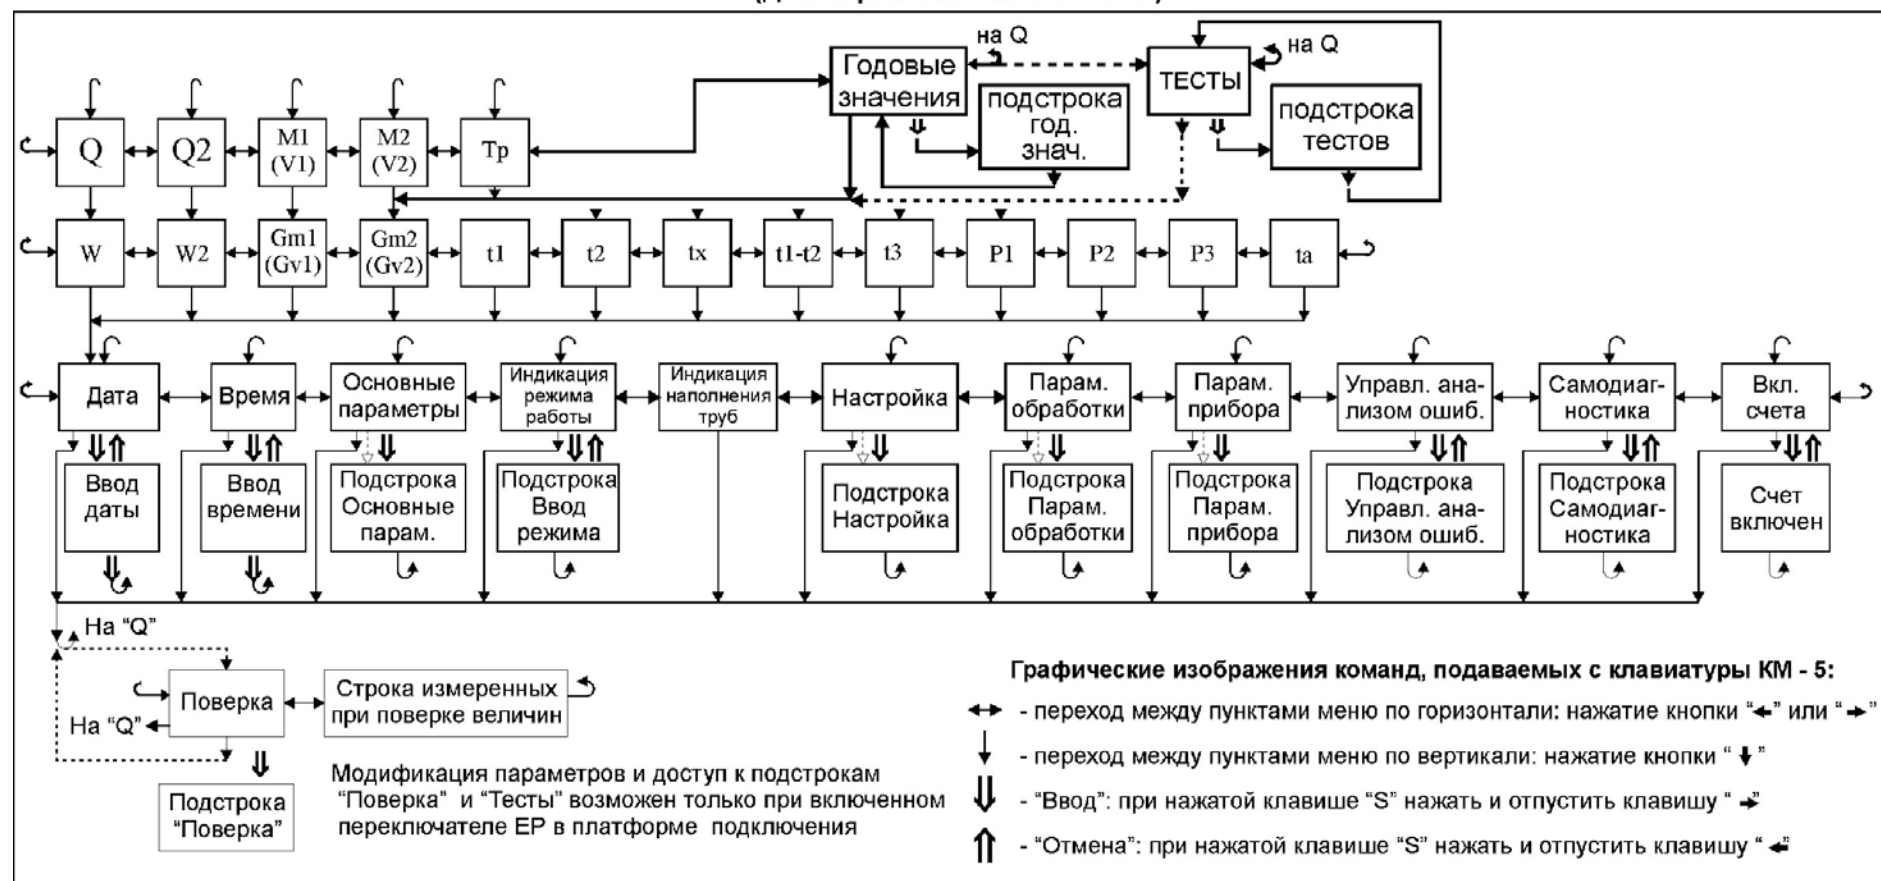 на Q
на Q
Годовые
значения
ТЕСТЫ
подстрока
год.
знач.
подстрока
тестов
Q
Q2
M1
(V1)
M2
(V2)
Тр
W
W2
Gm1
(Gv1)
Gm2
(Gv2)
t1
t2
tx
t1-t2
t3
P1
P2
P3
ta
Дата
Время
Основные
параметры
Индикация
режима
работы
Индикация
наполнения
труб
Настройка
Парам.
обработки
Парам.
прибора
Управл. ана-
лизом ошиб.
Самодиаг-
ностика
Вкл.
счета
Ввод
даты
Ввод
времени
Подстрока
Основные
парам.
Подстрока
Ввод
режима
Подстрока
Настройка
Подстрока
Парам.
обработки
Подстрока
Парам.
прибора
Подстрока
Управл. ана-
лизом ошиб.
Подстрока
Самодиаг-
ностика
Счет
включен
На “Q”
Поверка
На “Q”
Строка измеренных
при поверке величин
Подстрока
“Поверка”
Модификация параметров и доступ к подстрокам
“Поверка” и “Тесты” возможен только при включенном
переключателе EP в платформе подключения
Графические изображения команд, подаваемых с клавиатуры КМ - 5:
- переход между пунктами меню по горизонтали: нажатие кнопки “←” или “→”
- переход между пунктами меню по вертикали: нажатие кнопки “↓”
- “Ввод”: при нажатой клавише “S” нажать и отпустить клавишу “→”
- “Отмена”: при нажатой клавише “S” нажать и отпустить клавишу “←”